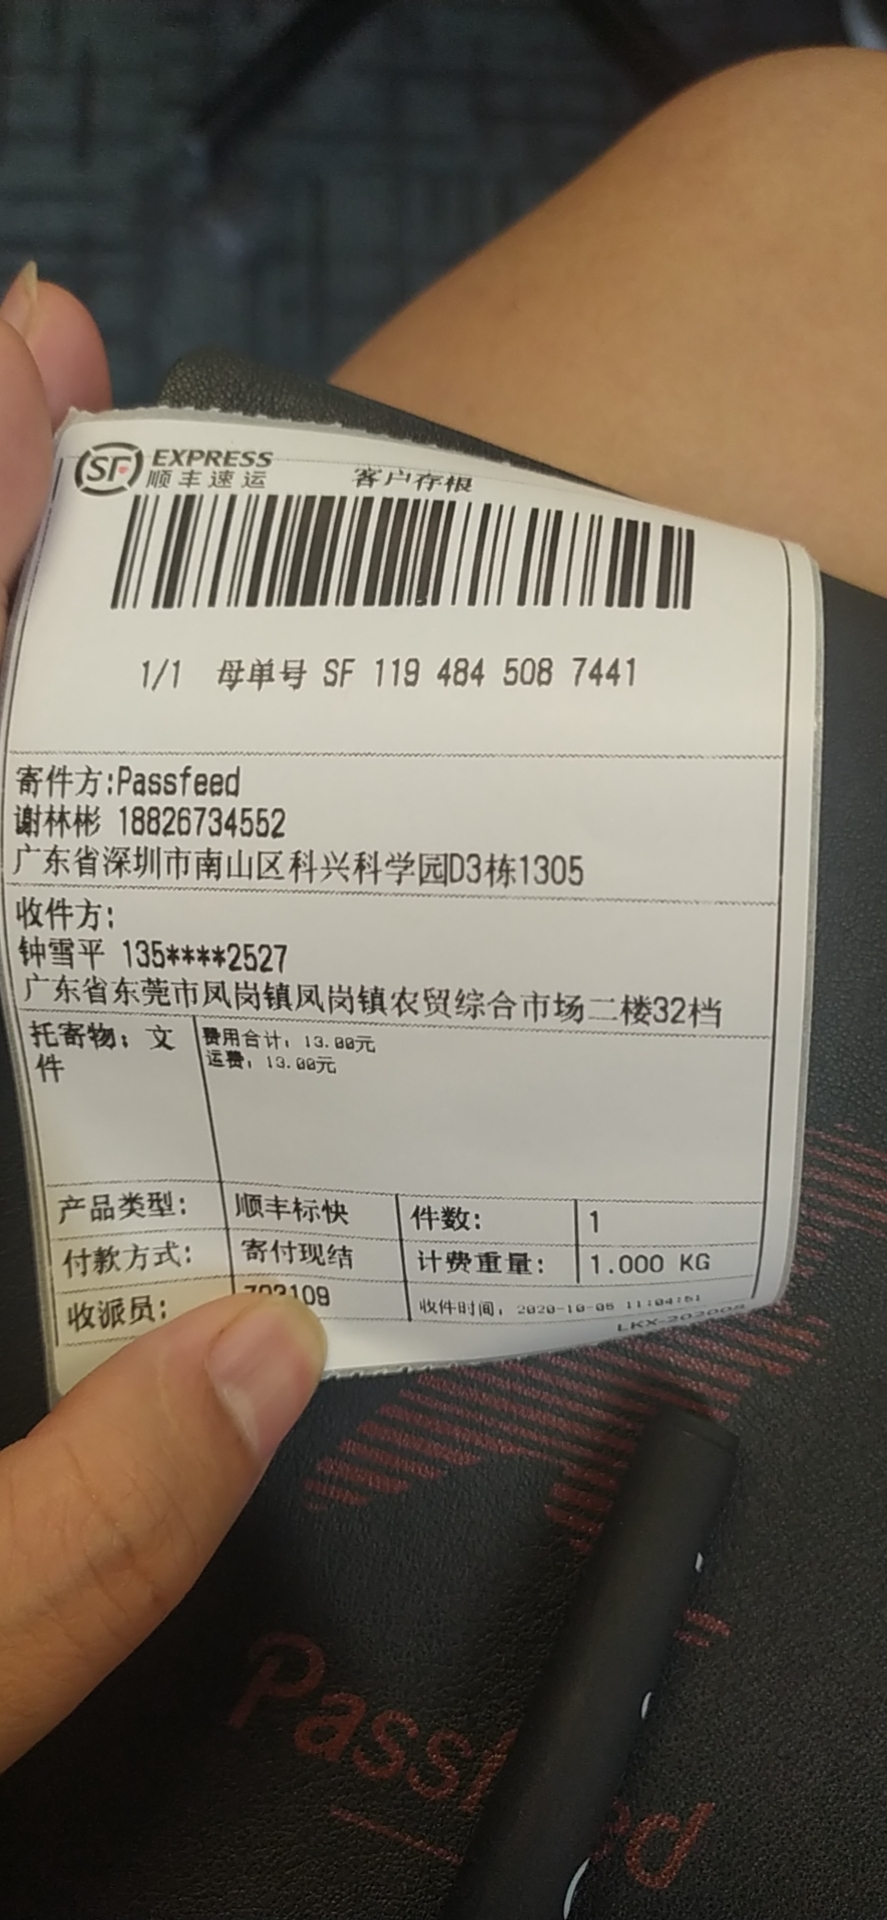 SF EXPRESS
顺丰速运 客户存根
1/1 母单号 SF 119 484 508 7441
寄件方:Passfeed
谢林彬 18826734552
广东省深圳市南山区科兴科学园D3栋1305
收件方:
钟雪平 135****2527
广东省东莞市凤岗镇凤岗镇农贸综合市场二楼32档
托寄物: 文件
费用合计: 13.00元
运费: 13.00元
产品类型: 顺丰标快 件数: 1
付款方式: 寄付现结 计费重量: 1.000 KG
收派员: 收件时间: